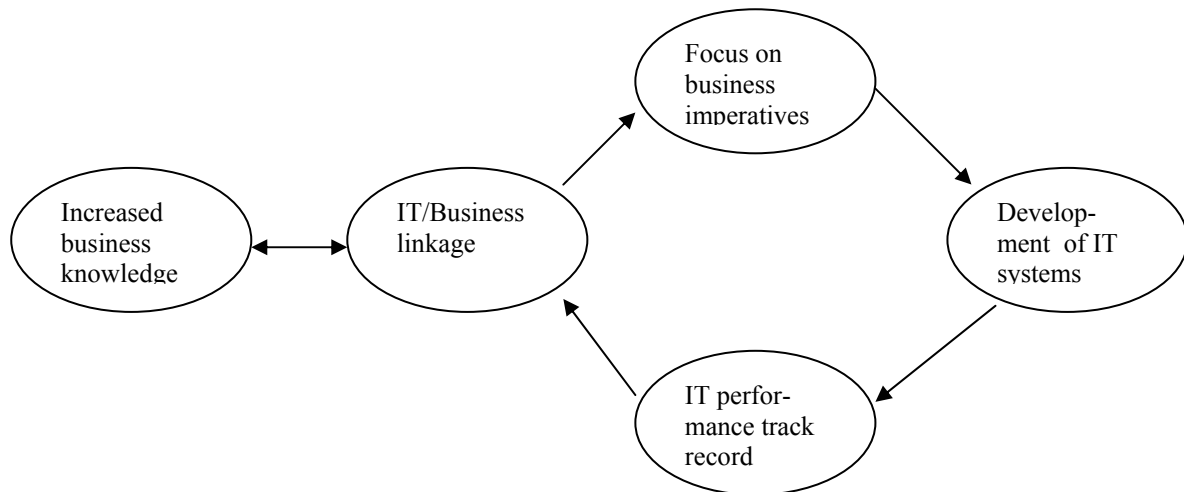 Focus on
business
imperatives
Increased
business
knowledge
IT/Business
linkage
Develop-
ment of IT
systems
IT perfor-
mance track
record